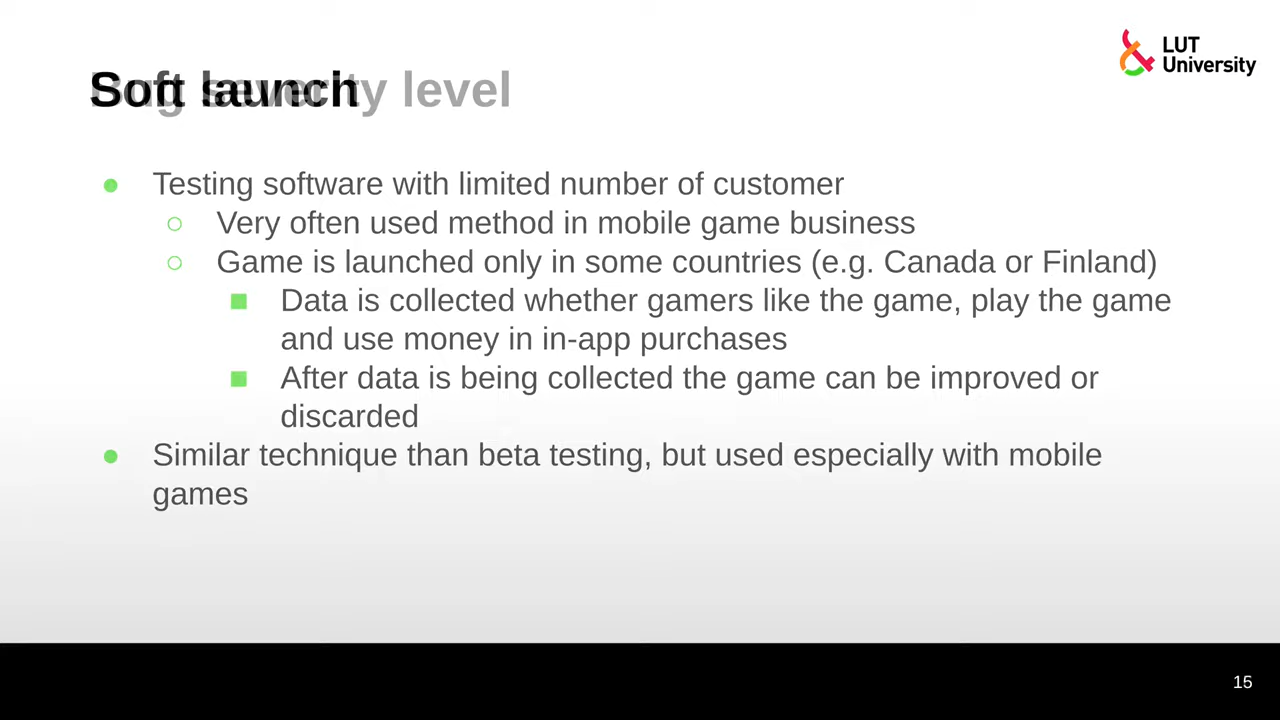 LUT
University
Soft launch
severity level
● Testing software with limited number of customer
○ Very often used method in mobile game business
○ Game is launched only in some countries (e.g. Canada or Finland)
■ Data is collected whether gamers like the game, play the game
and use money in in-app purchases
■ After data is being collected the game can be improved or
discarded
● Similar technique than beta testing, but used especially with mobile
games
15